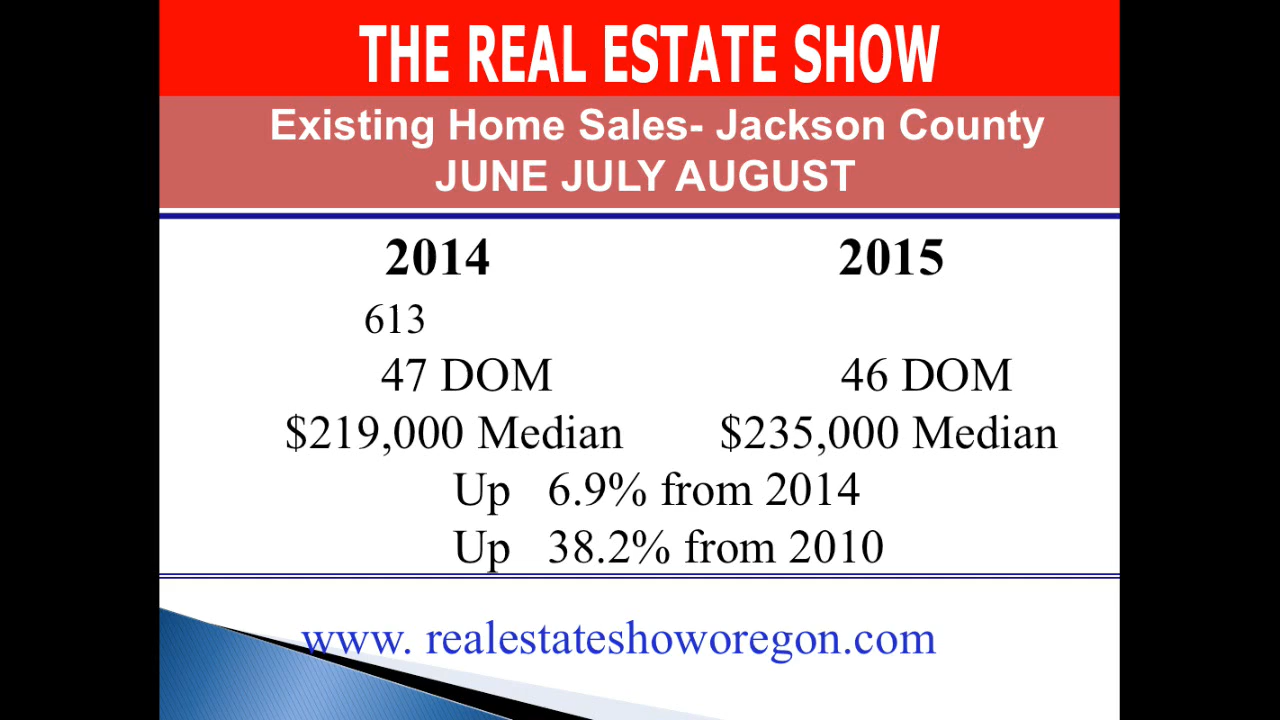 THE REAL ESTATE SHOW
Existing Home Sales- Jackson County
JUNE JULY AUGUST
2014 2015
613
47 DOM 46 DOM
$219,000 Median $235,000 Median
Up 6.9% from 2014
Up 38.2% from 2010
www. realestateshoworegon.com